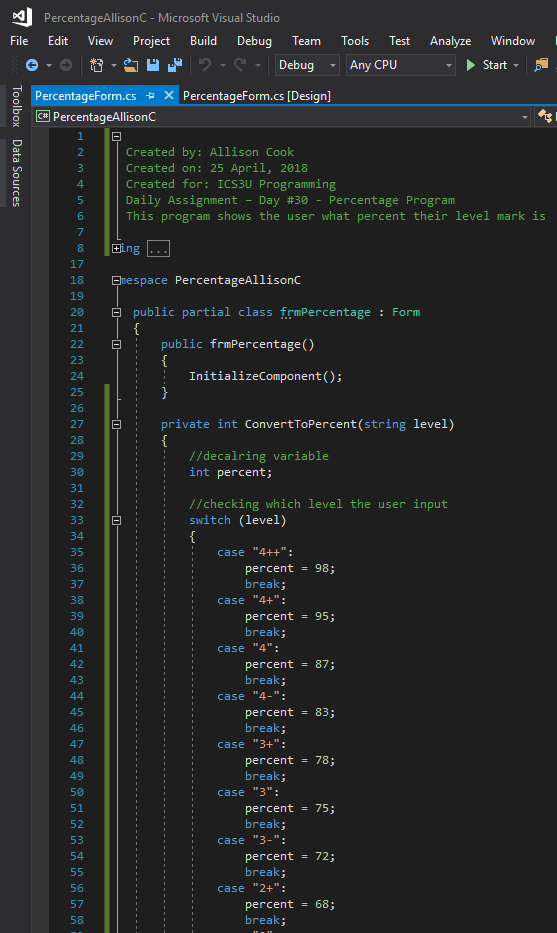 PercentageAllisonC - Microsoft Visual Studio
File Edit View Project Build Debug Team Tools Test Analyze Window
Debug Any CPU Start
Toolbox
Data Sources
PercentageForm.cs PercentageForm.cs [Design]
C# PercentageAllisonC
1
2 Created by: Allison Cook
3 Created on: 25 April, 2018
4 Created for: ICS3U Programming
5 Daily Assignment – Day #30 - Percentage Program
6 This program shows the user what percent their level mark is
7
8 ing ...
17
18 mespace PercentageAllisonC
19
20 public partial class frmPercentage : Form
21 {
22 public frmPercentage()
23 {
24 InitializeComponent();
25 }
26
27 private int ConvertToPercent(string level)
28 {
29 //decalring variable
30 int percent;
31
32 //checking which level the user input
33 switch (level)
34 {
35 case "4++":
36 percent = 98;
37 break;
38 case "4+":
39 percent = 95;
40 break;
41 case "4":
42 percent = 87;
43 break;
44 case "4-":
45 percent = 83;
46 break;
47 case "3+":
48 percent = 78;
49 break;
50 case "3":
51 percent = 75;
52 break;
53 case "3-":
54 percent = 72;
55 break;
56 case "2+":
57 percent = 68;
58 break;